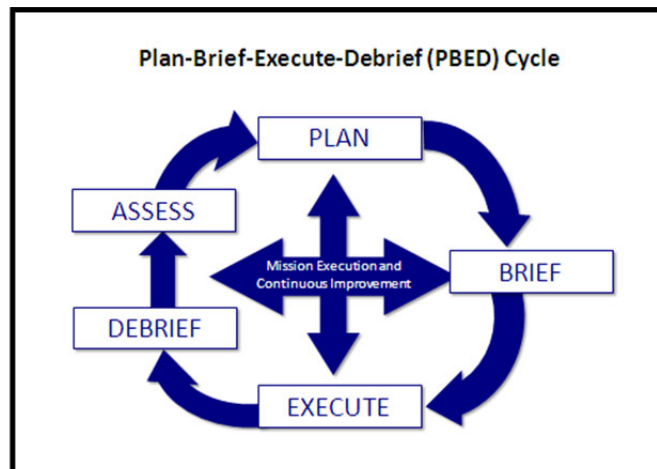 Plan-Brief-Execute-Debrief (PBED) Cycle
PLAN
ASSESS
BRIEF
Mission Execution and
Continuous Improvement
DEBRIEF
EXECUTE